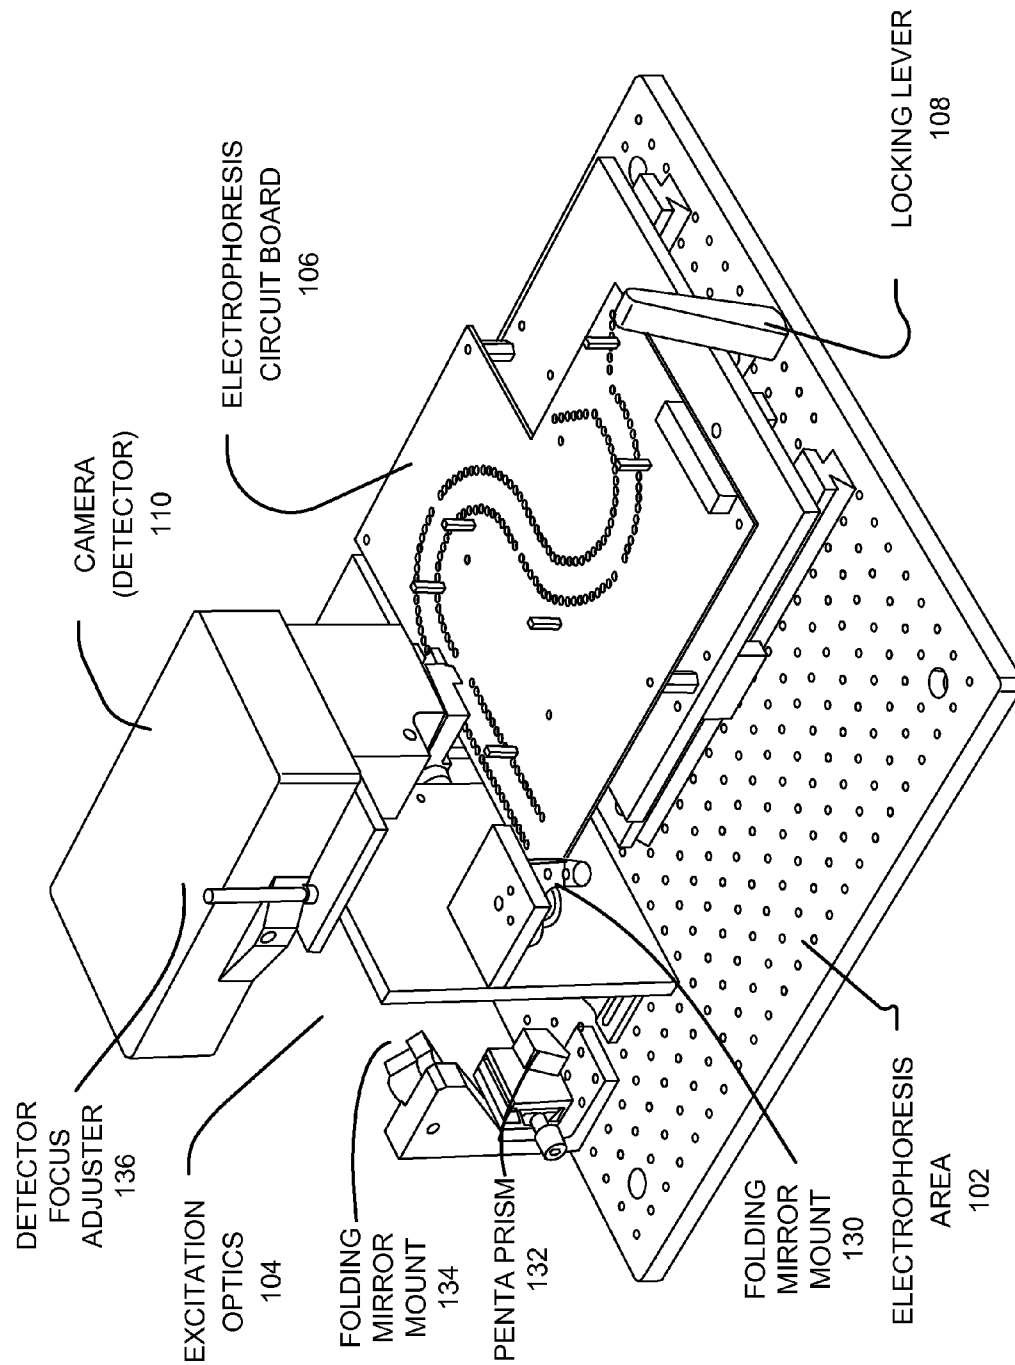 DETECTOR
FOCUS
ADJUSTER
136
EXCITATION
OPTICS
104
FOLDING
MIRROR
MOUNT
134
PENTA PRISM
132
FOLDING
MIRROR
MOUNT
130
ELECTROPHORESIS
AREA
102
CAMERA
(DETECTOR)
110
ELECTROPHORESIS
CIRCUIT BOARD
106
LOCKING LEVER
108